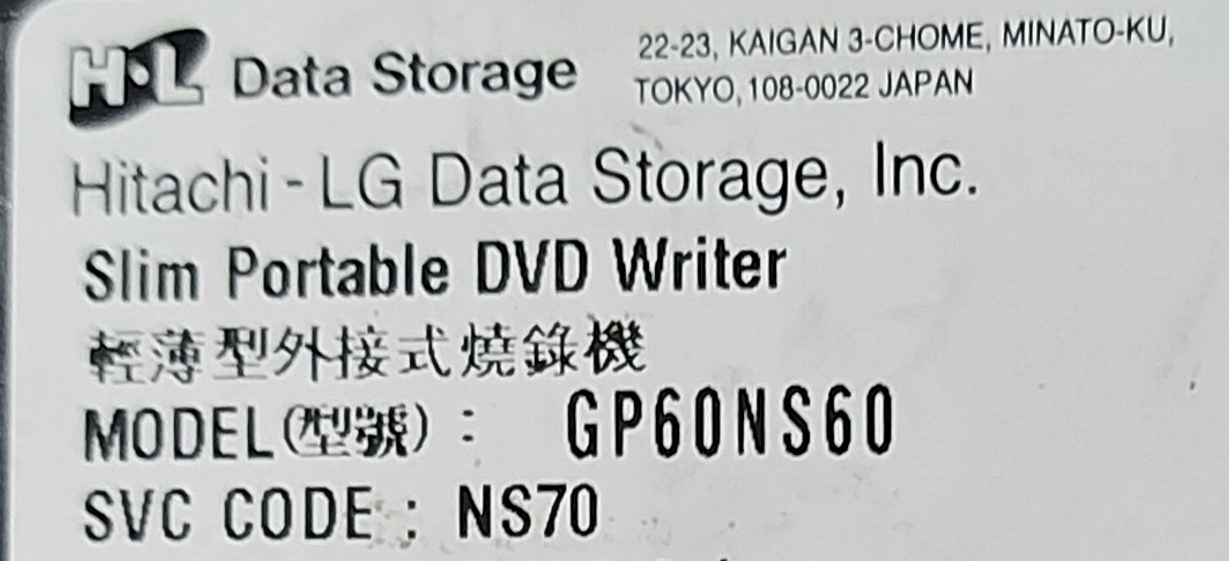 H·L Data Storage
22-23, KAIGAN 3-CHOME, MINATO-KU,
TOKYO, 108-0022 JAPAN
Hitachi - LG Data Storage, Inc.
Slim Portable DVD Writer
輕薄型外接式燒錄機
MODEL(型號) : GP60NS60
SVC CODE : NS70